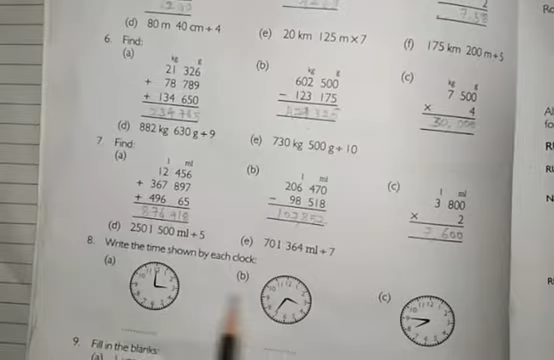 (d) 80 m 40 cm ÷ 4
(e) 20 km 125 m × 7
(f) 175 km 200 m ÷ 5
6. Find:
(a)
kg g
21 326
+ 78 789
+ 134 650
(b)
kg g
602 500
- 123 175
(c)
kg g
7 500
× 4
30,000
(d) 882 kg 630 g ÷ 9
(e) 730 kg 500 g ÷ 10
7. Find:
(a)
l ml
12 456
+ 367 897
+ 496 65
876 418
(b)
l ml
206 470
- 98 518
(c)
l ml
3 800
× 2
7 600
(d) 250 l 500 ml ÷ 5
(e) 701 364 ml ÷ 7
8. Write the time shown by each clock:
(a)
(b)
(c)
9. Fill in the blanks: